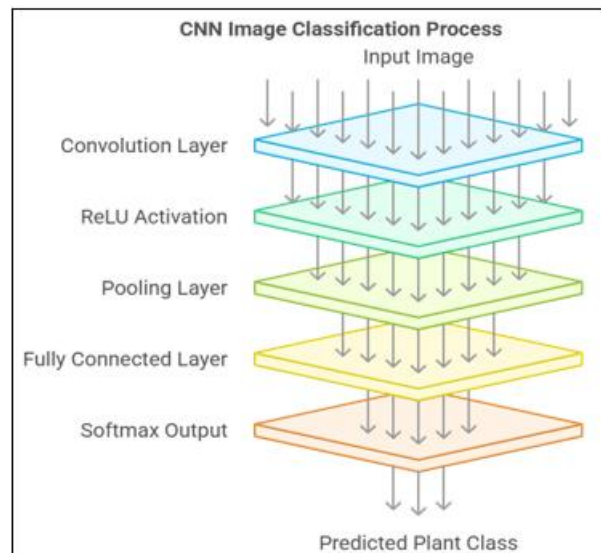 CNN Image Classification Process
Input Image
Convolution Layer
ReLU Activation
Pooling Layer
Fully Connected Layer
Softmax Output
Predicted Plant Class